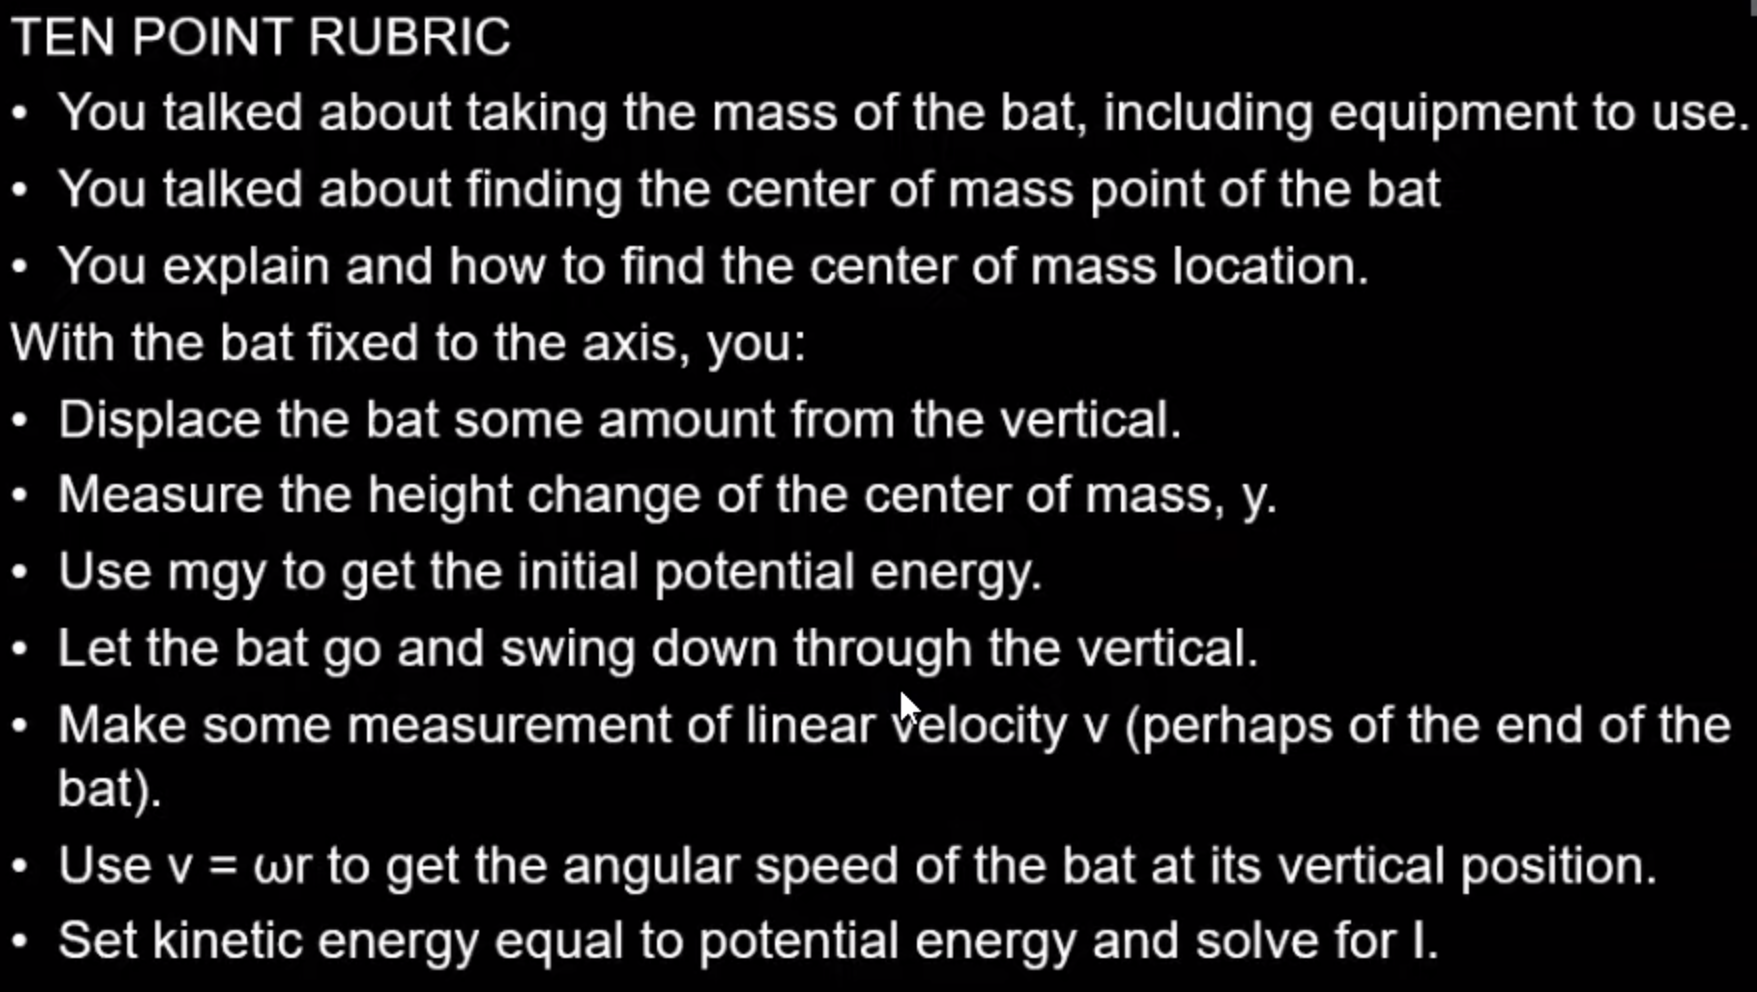 TEN POINT RUBRIC
• You talked about taking the mass of the bat, including equipment to use.
• You talked about finding the center of mass point of the bat
• You explain and how to find the center of mass location.
With the bat fixed to the axis, you:
• Displace the bat some amount from the vertical.
• Measure the height change of the center of mass, y.
• Use mgy to get the initial potential energy.
• Let the bat go and swing down through the vertical.
• Make some measurement of linear velocity v (perhaps of the end of the
bat).
• Use v = ωr to get the angular speed of the bat at its vertical position.
• Set kinetic energy equal to potential energy and solve for I.